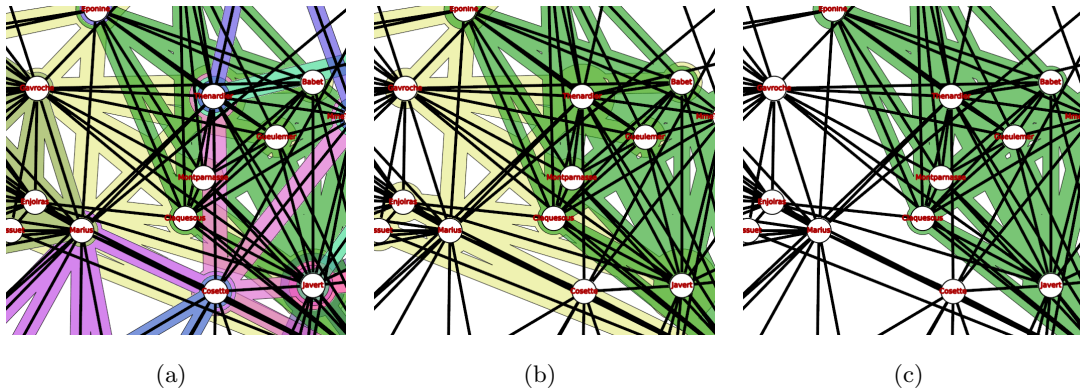 Eponine
Babet
Gavroche
Thenardier
Gueulemer
Montparnasse
Enjolras
Claquesous
Marius
Javert
Cosette
(a)
Eponine
Babet
Gavroche
Thenardier
Gueulemer
Montparnasse
Enjolras
Claquesous
Marius
Javert
Cosette
(b)
Eponine
Babet
Gavroche
Thenardier
Gueulemer
Montparnasse
Enjolras
Claquesous
Marius
Javert
Cosette
(c)